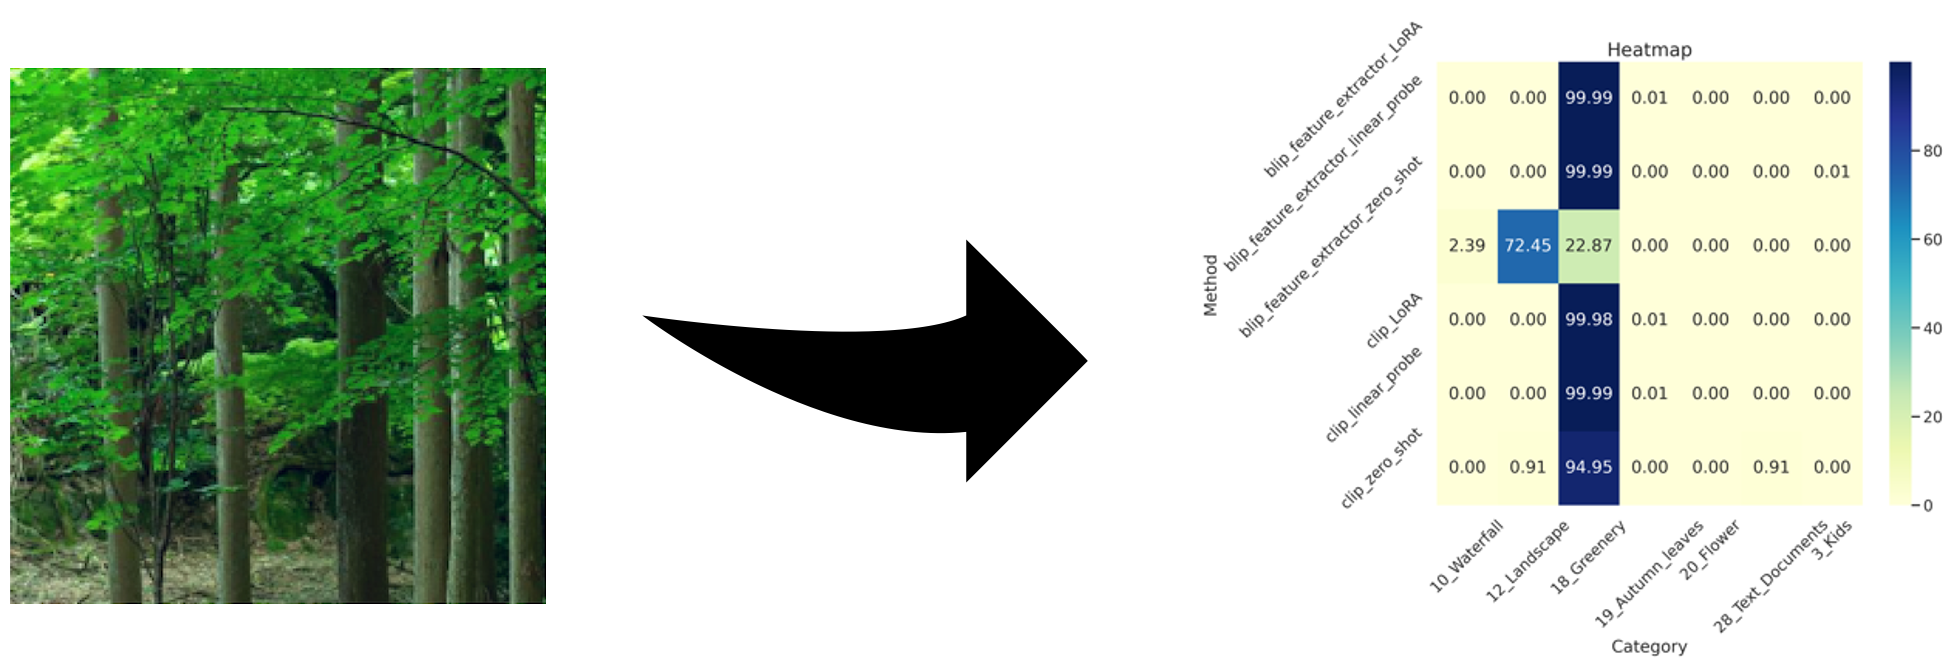 Heatmap
Method
blip_feature_extractor_LoRA
0.00 0.00 99.99 0.01 0.00 0.00 0.00
blip_feature_extractor_linear_probe
0.00 0.00 99.99 0.00 0.00 0.00 0.01
blip_feature_extractor_zero_shot
2.39 72.45 22.87 0.00 0.00 0.00 0.00
clip_LoRA
0.00 0.00 99.98 0.01 0.00 0.00 0.00
clip_linear_probe
0.00 0.00 99.99 0.01 0.00 0.00 0.00
clip_zero_shot
0.00 0.91 94.95 0.00 0.00 0.91 0.00
10_Waterfall
12_Landscape
18_Greenery
19_Autumn_leaves
20_Flower
28_Text_Documents
3_Kids
Category
80
60
40
20
0